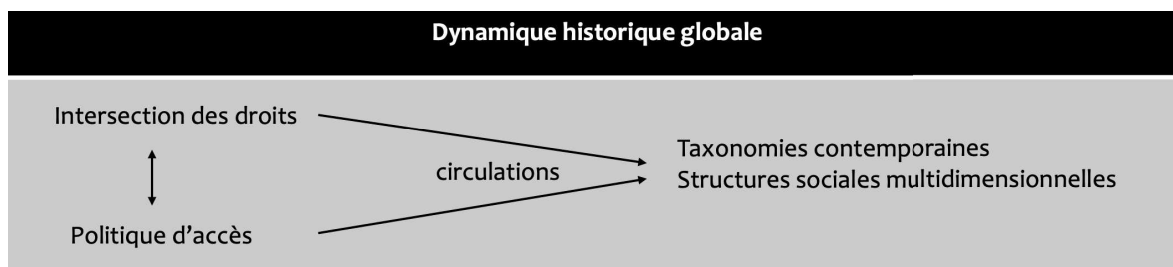 Dynamique historique globale
Intersection des droits
circulations
Taxonomies contemporaines
Structures sociales multidimensionnelles
Politique d’accès